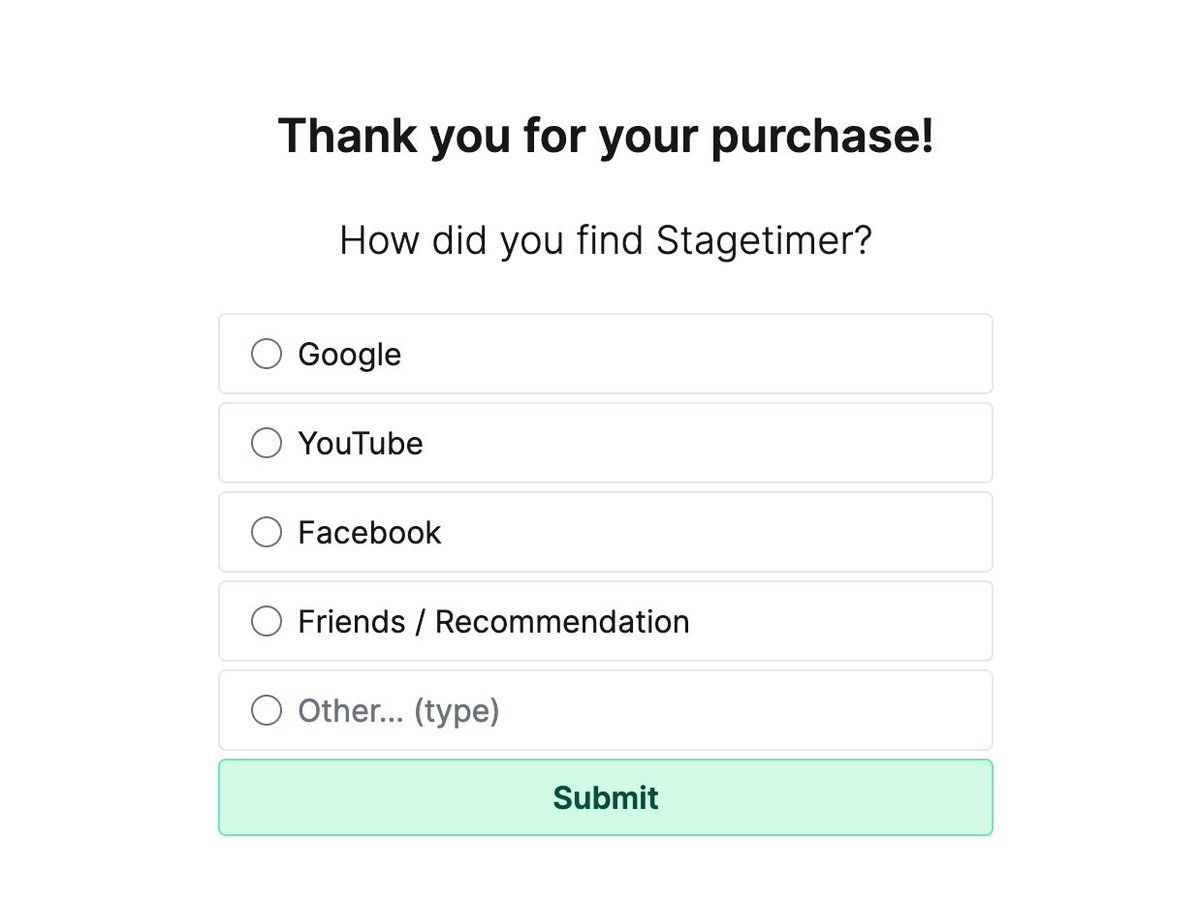 Thank you for your purchase!
How did you find Stagetimer?
Google
YouTube
Facebook
Friends / Recommendation
Other... (type)
Submit